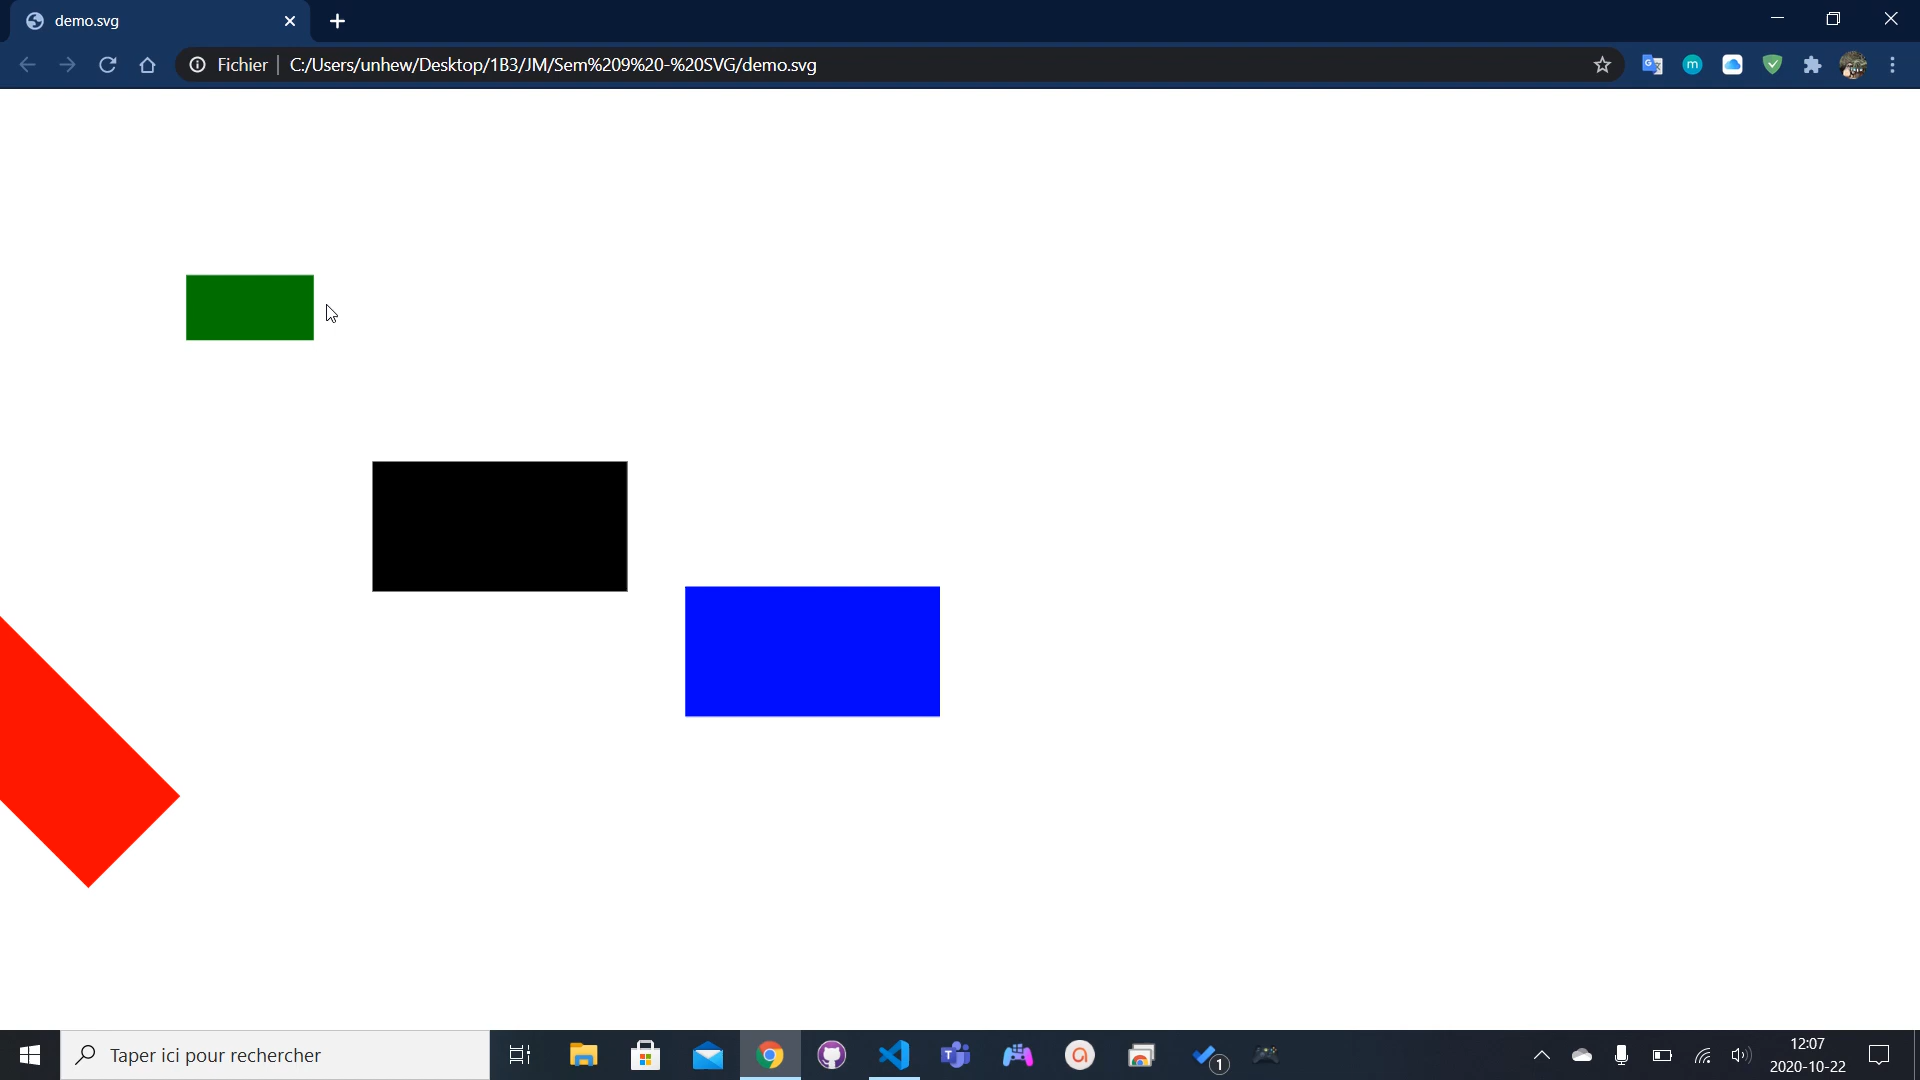 demo.svg
Fichier | C:/Users/unhew/Desktop/1B3/JM/Sem%209%20-%20SVG/demo.svg
G
m
Taper ici pour rechercher
T
a
1
12:07
2020-10-22